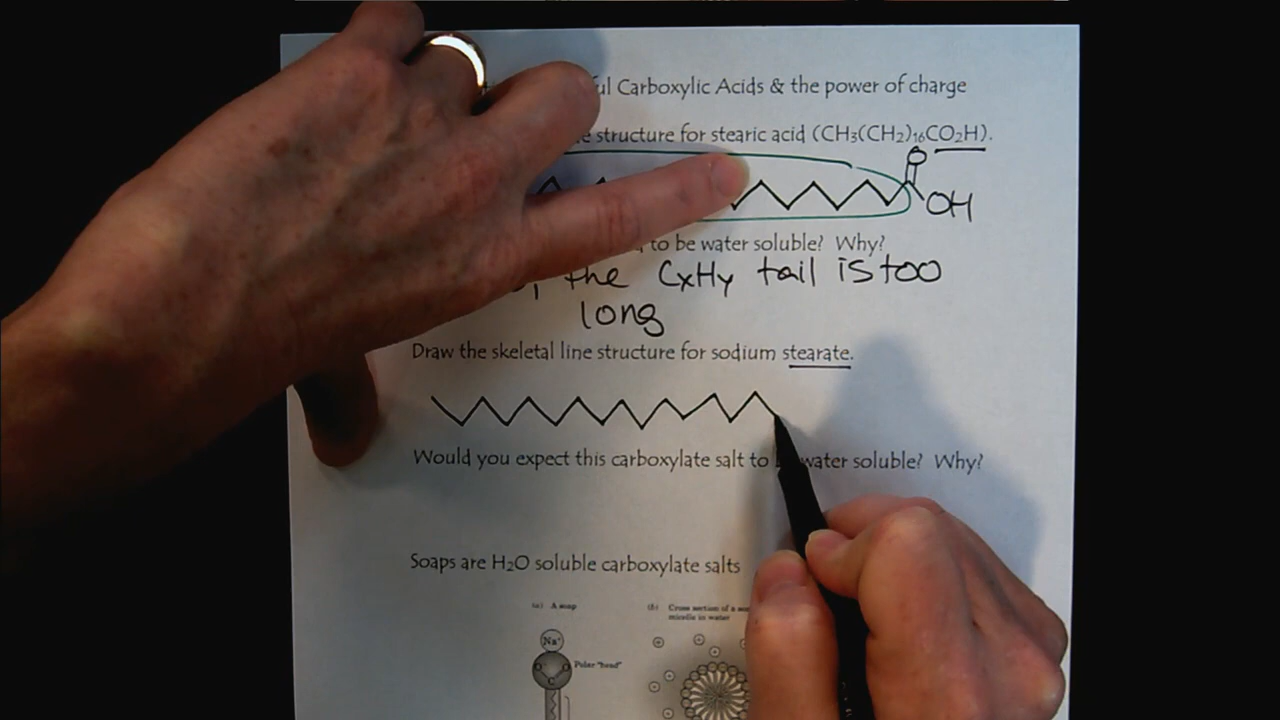 Carboxylic Acids & the power of charge
structure for stearic acid (CH3(CH2)16CO2H).
O
OH
to be water soluble? Why?
the CxHy tail is too
long
Draw the skeletal line structure for sodium stearate.
Would you expect this carboxylate salt to water soluble? Why?
Soaps are H2O soluble carboxylate salts
(a) A soap
(b) Cross section of a
micelle in water
Na+
Polar "head"
O O
C